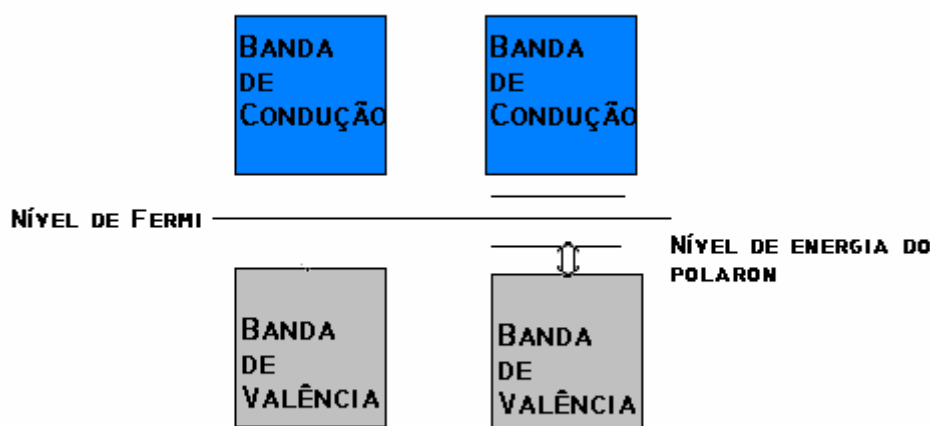 BANDA
DE
CONDUÇÃO
BANDA
DE
CONDUÇÃO
NÍVEL DE FERMI
NÍVEL DE ENERGIA DO
POLARON
BANDA
DE
VALÊNCIA
BANDA
DE
VALÊNCIA